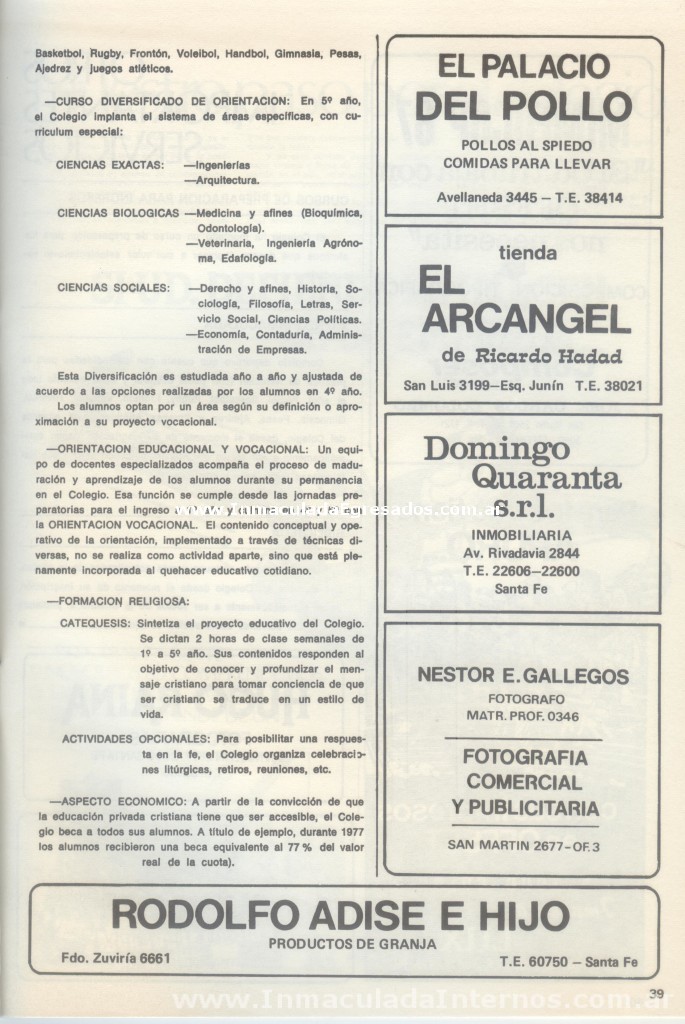 Basketbol, Rugby, Frontón, Voleibol, Handbol, Gimnasia, Pesas,
Ajedrez y juegos atléticos.
—CURSO DIVERSIFICADO DE ORIENTACION: En 5º año,
el Colegio implanta el sistema de áreas específicas, con cu-
rriculum especial:
CIENCIAS EXACTAS: —Ingenierías
—Arquitectura.
CIENCIAS BIOLOGICAS —Medicina y afines (Bioquímica,
Odontología).
—Veterinaria, Ingeniería Agróno-
ma, Edafología.
CIENCIAS SOCIALES: —Derecho y afines, Historia, So-
ciología, Filosofía, Letras, Ser-
vicio Social, Ciencias Políticas.
—Economía, Contaduría, Adminis-
tración de Empresas.
Esta Diversificación es estudiada año a año y ajustada de
acuerdo a las opciones realizadas por los alumnos en 4º año.
Los alumnos optan por un área según su definición o apro-
ximación a su proyecto vocacional.
—ORIENTACION EDUCACIONAL Y VOCACIONAL: Un equi-
po de docentes especializados acompaña el proceso de madu-
ración y aprendizaje de los alumnos durante su permanencia
en el Colegio. Esa función se cumple desde las jornadas pre-
paratorias para el ingreso a 1er. año y culmina en 5º año con
la ORIENTACION VOCACIONAL. El contenido conceptual y ope-
rativo de la orientación, implementado a través de técnicas di-
versas, no se realiza como actividad aparte, sino que está ple-
namente incorporada al quehacer educativo cotidiano.
—FORMACION RELIGIOSA:
CATEQUESIS: Sintetiza el proyecto educativo del Colegio.
Se dictan 2 horas de clase semanales de
1º a 5º año. Sus contenidos responden al
objetivo de conocer y profundizar el men-
saje cristiano para tomar conciencia de que
ser cristiano se traduce en un estilo de
vida.
ACTIVIDADES OPCIONALES: Para posibilitar una respues-
ta en la fe, el Colegio organiza celebracio-
nes litúrgicas, retiros, reuniones, etc.
—ASPECTO ECONOMICO: A partir de la convicción de que
la educación privada cristiana tiene que ser accesible, el Cole-
gio beca a todos sus alumnos. A título de ejemplo, durante 1977
los alumnos recibieron una beca equivalente al 77 % del valor
real de la cuota).
EL PALACIO
DEL POLLO
POLLOS AL SPIEDO
COMIDAS PARA LLEVAR
Avellaneda 3445 — T.E. 38414
tienda
EL
ARCANGEL
de Ricardo Hadad
San Luis 3199—Esq. Junín T.E. 38021
Domingo
Quaranta
s.r.l.
INMOBILIARIA
Av. Rivadavia 2844
T.E. 22606—22600
Santa Fe
NESTOR E. GALLEGOS
FOTOGRAFO
MATR. PROF. 0346
FOTOGRAFIA
COMERCIAL
Y PUBLICITARIA
SAN MARTIN 2677-OF. 3
RODOLFO ADISE E HIJO
PRODUCTOS DE GRANJA
Fdo. Zuviría 6661
T.E. 60750 — Santa Fe
39
www.InmaculadaEgresados.com.ar
www.InmaculadaInternos.com.ar